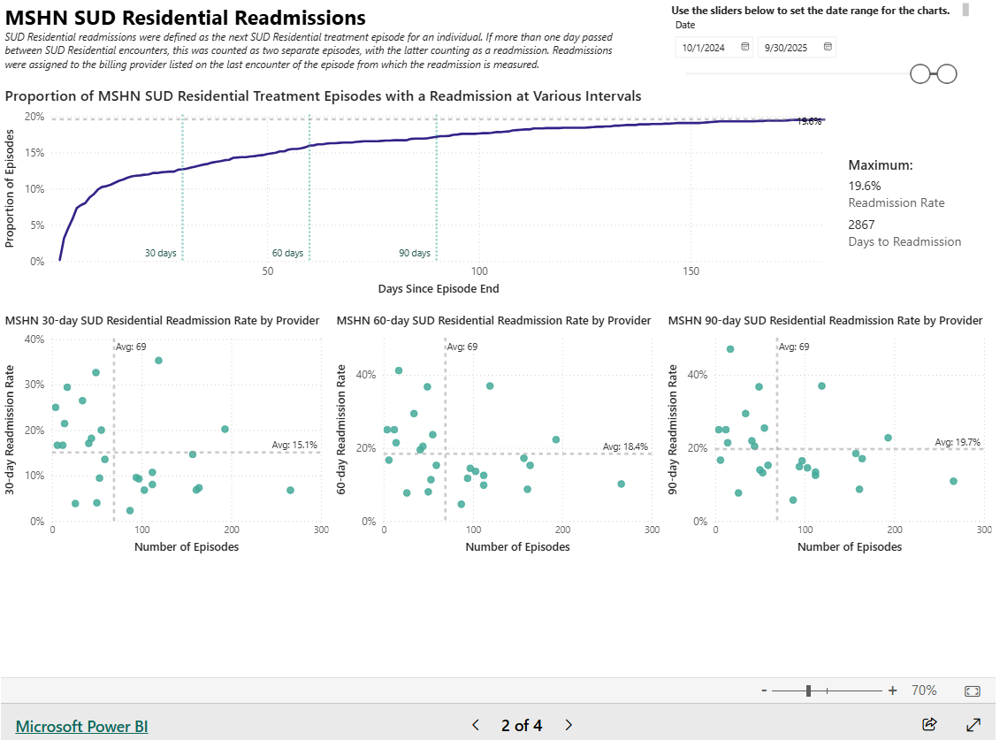 MSHN SUD Residential Readmissions
SUD Residential readmissions were defined as the next SUD Residential treatment episode for an individual. If more than one day passed
between SUD Residential encounters, this was counted as two separate episodes, with the latter counting as a readmission. Readmissions
were assigned to the billing provider listed on the last encounter of the episode from which the readmission is measured.
Use the sliders below to set the date range for the charts.
Date
10/1/2024
9/30/2025
Proportion of MSHN SUD Residential Treatment Episodes with a Readmission at Various Intervals
Proportion of Episodes
20%
15%
10%
5%
0%
19.6%
30 days
60 days
90 days
50
100
150
Days Since Episode End
Maximum:
19.6%
Readmission Rate
2867
Days to Readmission
MSHN 30-day SUD Residential Readmission Rate by Provider
30-day Readmission Rate
40%
30%
20%
10%
0%
Avg: 69
Avg: 15.1%
0
100
200
300
Number of Episodes
MSHN 60-day SUD Residential Readmission Rate by Provider
60-day Readmission Rate
40%
20%
0%
Avg: 69
Avg: 18.4%
0
100
200
300
Number of Episodes
MSHN 90-day SUD Residential Readmission Rate by Provider
90-day Readmission Rate
40%
20%
0%
Avg: 69
Avg: 19.7%
0
100
200
300
Number of Episodes
- + 70%
Microsoft Power BI
< 2 of 4 >